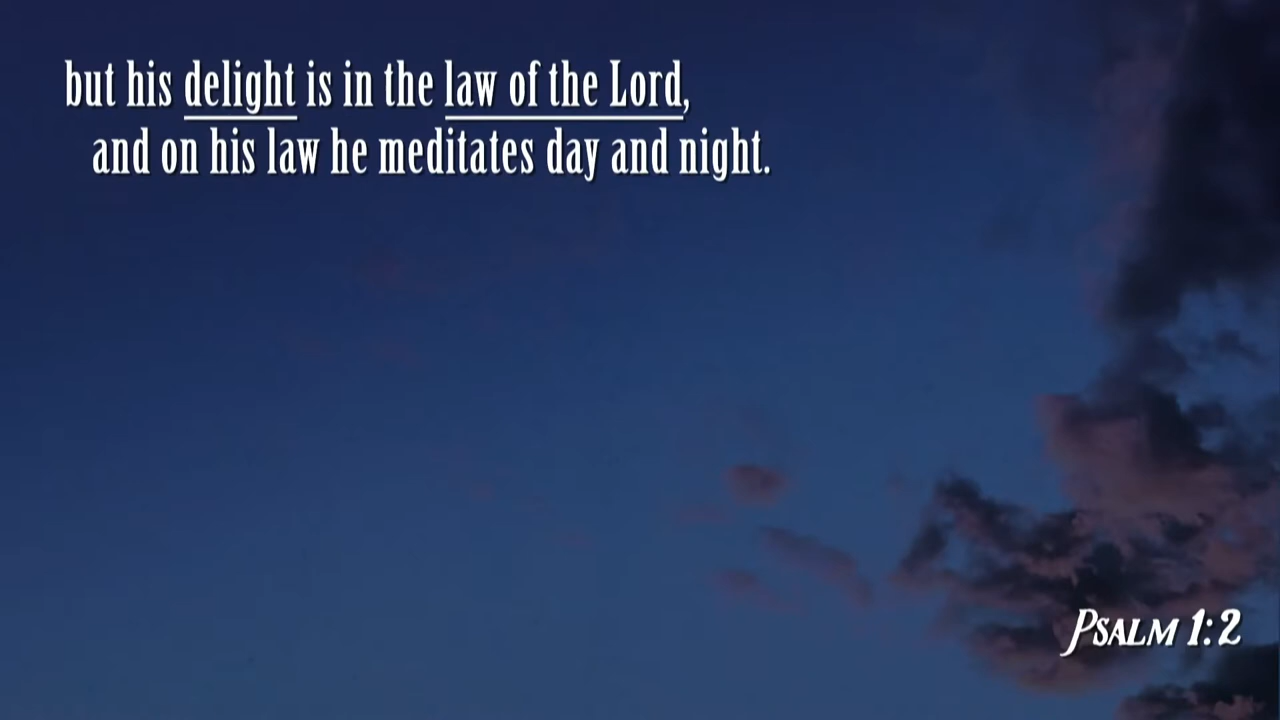 but his delight is in the law of the Lord,
and on his law he meditates day and night.
Psalm 1:2